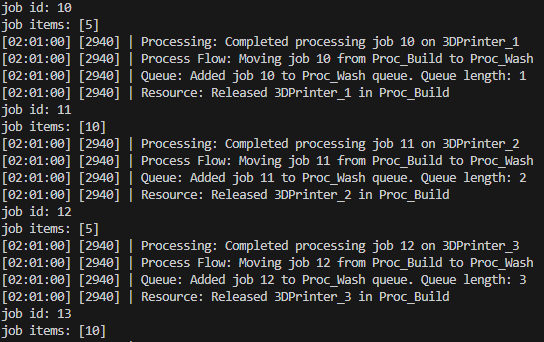 job id: 10
job items: [5]
[02:01:00] [2940] | Processing: Completed processing job 10 on 3DPrinter_1
[02:01:00] [2940] | Process Flow: Moving job 10 from Proc_Build to Proc_Wash
[02:01:00] [2940] | Queue: Added job 10 to Proc_Wash queue. Queue length: 1
[02:01:00] [2940] | Resource: Released 3DPrinter_1 in Proc_Build
job id: 11
job items: [10]
[02:01:00] [2940] | Processing: Completed processing job 11 on 3DPrinter_2
[02:01:00] [2940] | Process Flow: Moving job 11 from Proc_Build to Proc_Wash
[02:01:00] [2940] | Queue: Added job 11 to Proc_Wash queue. Queue length: 2
[02:01:00] [2940] | Resource: Released 3DPrinter_2 in Proc_Build
job id: 12
job items: [5]
[02:01:00] [2940] | Processing: Completed processing job 12 on 3DPrinter_3
[02:01:00] [2940] | Process Flow: Moving job 12 from Proc_Build to Proc_Wash
[02:01:00] [2940] | Queue: Added job 12 to Proc_Wash queue. Queue length: 3
[02:01:00] [2940] | Resource: Released 3DPrinter_3 in Proc_Build
job id: 13
job items: [10]